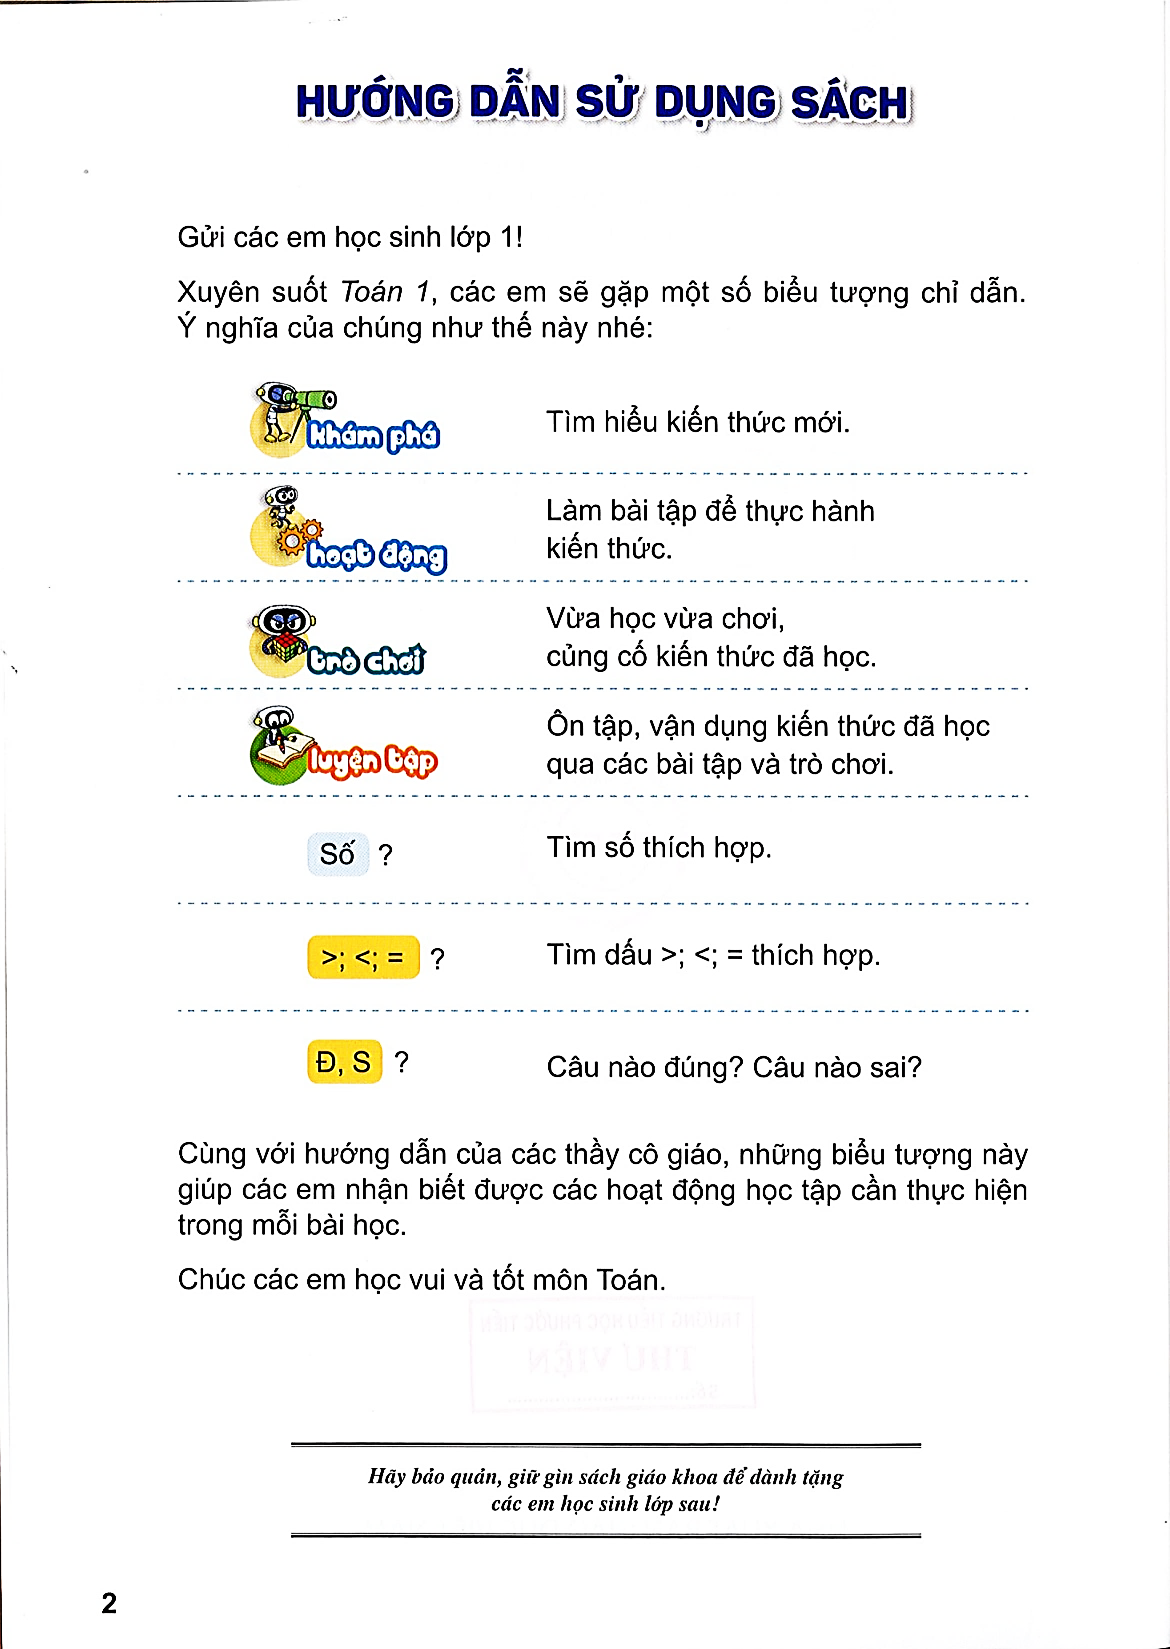 HƯỚNG DẪN SỬ DỤNG SÁCH
Gửi các em học sinh lớp 1!
Xuyên suốt Toán 1, các em sẽ gặp một số biểu tượng chỉ dẫn.
Ý nghĩa của chúng như thế này nhé:
khám phá
Tìm hiểu kiến thức mới.
hoạt động
Làm bài tập để thực hành
kiến thức.
trò chơi
Vừa học vừa chơi,
củng cố kiến thức đã học.
luyện tập
Ôn tập, vận dụng kiến thức đã học
qua các bài tập và trò chơi.
Số ?
Tìm số thích hợp.
>; <; = ?
Tìm dấu >; <; = thích hợp.
Đ, S ?
Câu nào đúng? Câu nào sai?
Cùng với hướng dẫn của các thầy cô giáo, những biểu tượng này
giúp các em nhận biết được các hoạt động học tập cần thực hiện
trong mỗi bài học.
Chúc các em học vui và tốt môn Toán.
TRƯỜNG TIỂU HỌC PHƯỚC TIẾN
THƯ VIỆN
Số:
Hãy bảo quản, giữ gìn sách giáo khoa để dành tặng
các em học sinh lớp sau!
2